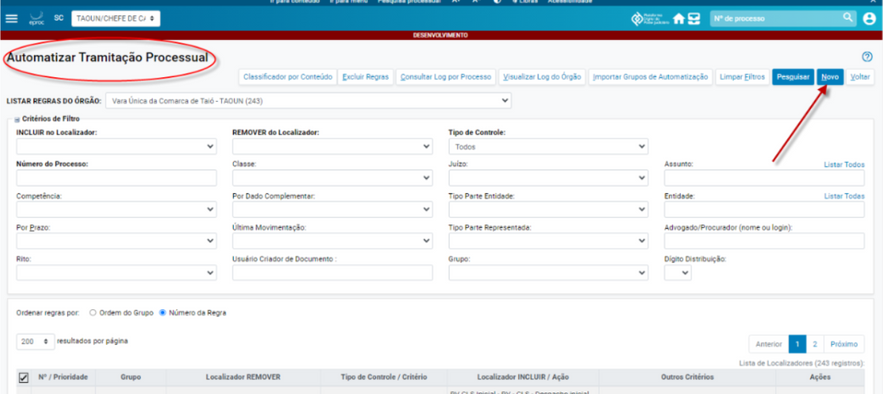 Ir para conteúdo Ir para menu Pesquisa processual A+ A- Libras Acessibilidade
eproc SC TAOUN/CHEFE DE CA Nº de processo
DESENVOLVIMENTO
Automatizar Tramitação Processual
Classificador por Conteúdo Excluir Regras Consultar Log por Processo Visualizar Log do Órgão Importar Grupos de Automatização Limpar Filtros Pesquisar Novo Voltar
LISTAR REGRAS DO ÓRGÃO: Vara Única da Comarca de Taió - TAOUN (243)
Critérios de Filtro
INCLUIR no Localizador: REMOVER do Localizador: Tipo de Controle:
Todos
Número do Processo: Classe: Juízo: Assunto: Listar Todos
Competência: Por Dado Complementar: Tipo Parte Entidade: Entidade: Listar Todas
Por Prazo: Última Movimentação: Tipo Parte Representada: Advogado/Procurador (nome ou login):
Rito: Usuário Criador de Documento : Grupo: Dígito Distribuição:
Ordenar regras por: Ordem do Grupo Número da Regra
200 resultados por página
Anterior 1 2 Próximo
Lista de Localizadores (243 registros):
Nº / Prioridade Grupo Localizador REMOVER Tipo de Controle / Critério Localizador INCLUIR / Ação Outros Critérios Ações